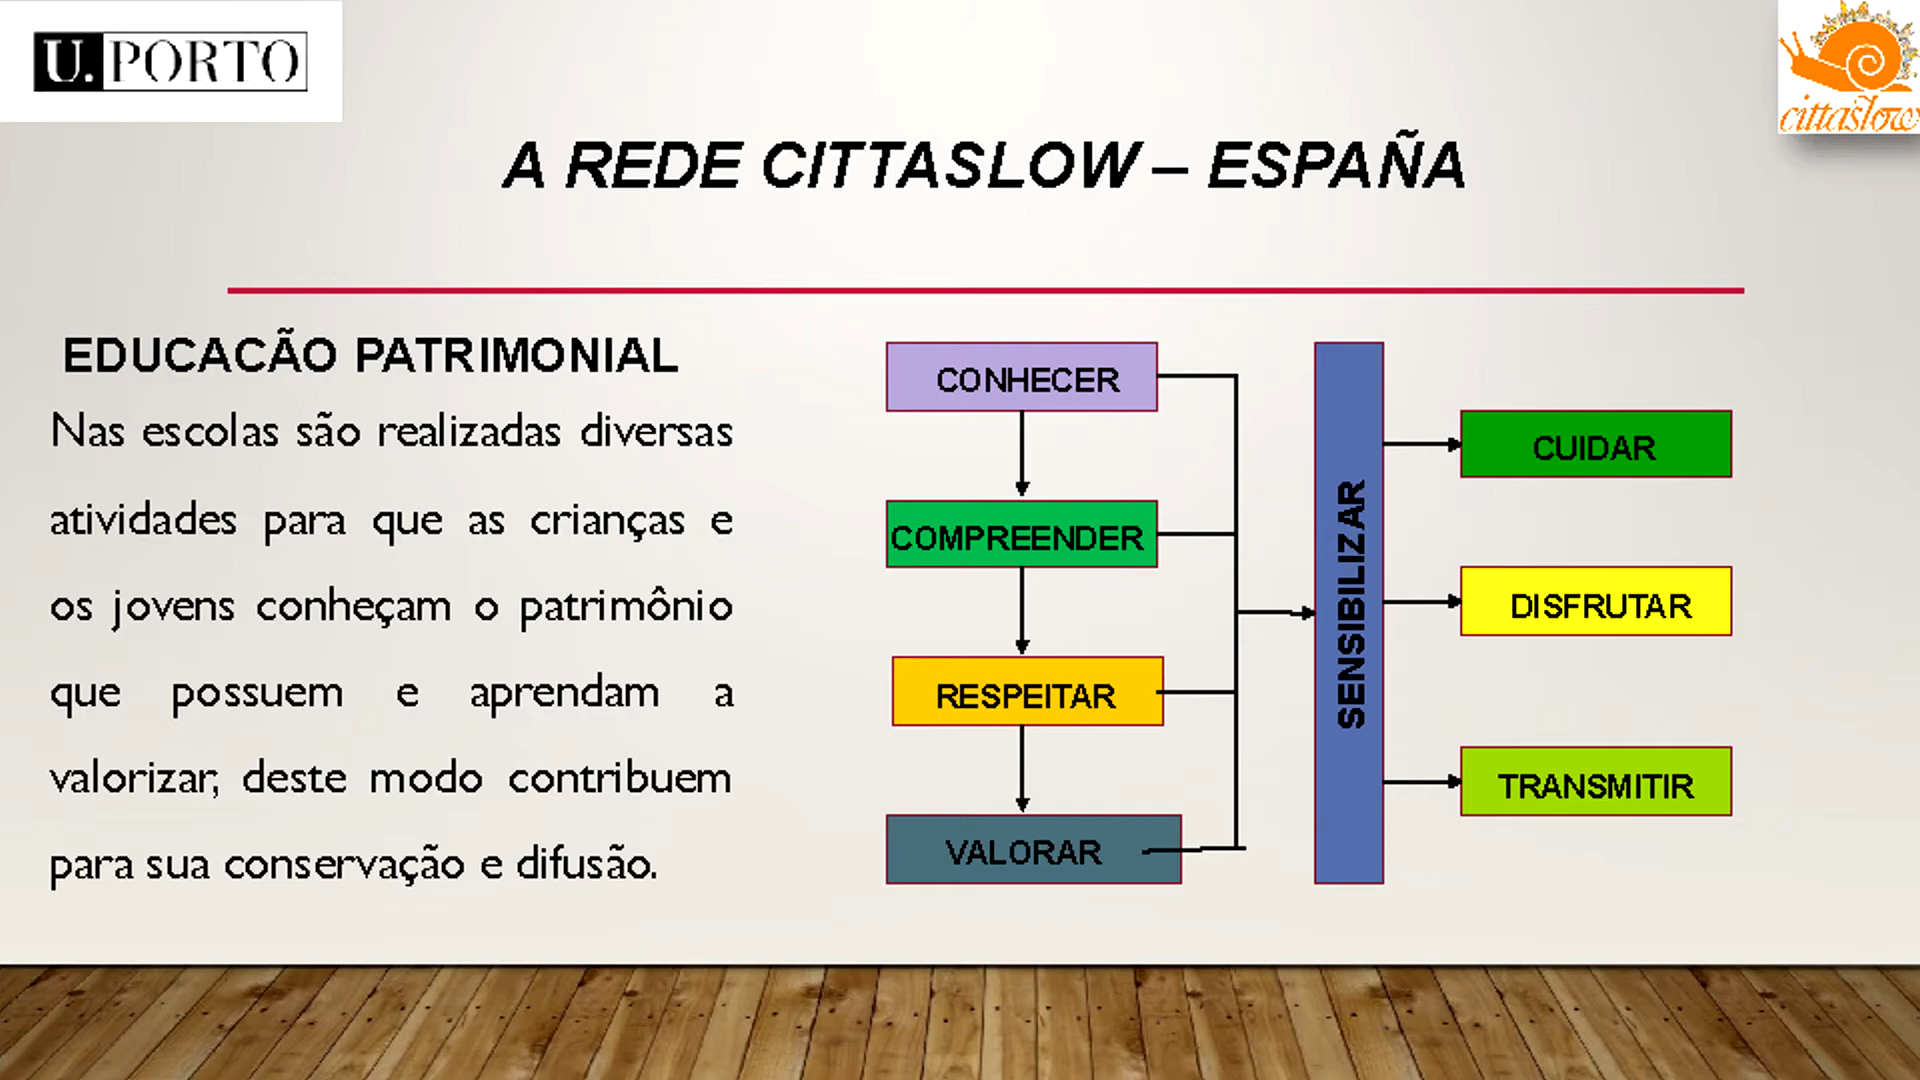 U. PORTO
cittaslow
A REDE CITTASLOW – ESPAÑA
EDUCACÃO PATRIMONIAL
Nas escolas são realizadas diversas
atividades para que as crianças e
os jovens conheçam o patrimônio
que possuem e aprendam a
valorizar, deste modo contribuem
para sua conservação e difusão.
CONHECER
COMPREENDER
RESPEITAR
VALORAR
SENSIBILIZAR
CUIDAR
DISFRUTAR
TRANSMITIR